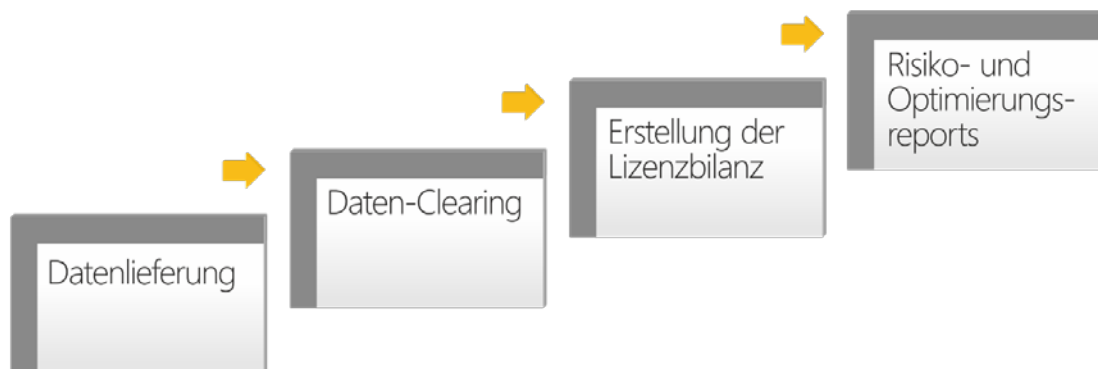 Datenlieferung
Daten-Clearing
Erstellung der
Lizenzbilanz
Risiko- und
Optimierungs-
reports